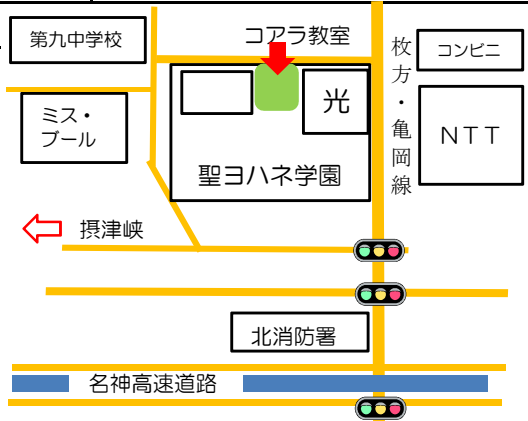 第九中学校
コアラ教室
枚方・亀岡線
コンビニ
ミス・
ブール
光
NTT
聖ヨハネ学園
摂津峡
北消防署
名神高速道路